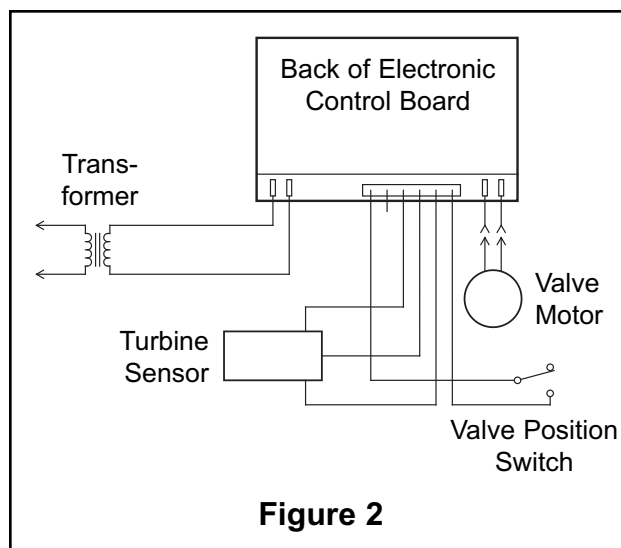 Back of Electronic
Control Board
Trans-
former
Valve
Motor
Turbine
Sensor
Valve Position
Switch
Figure 2